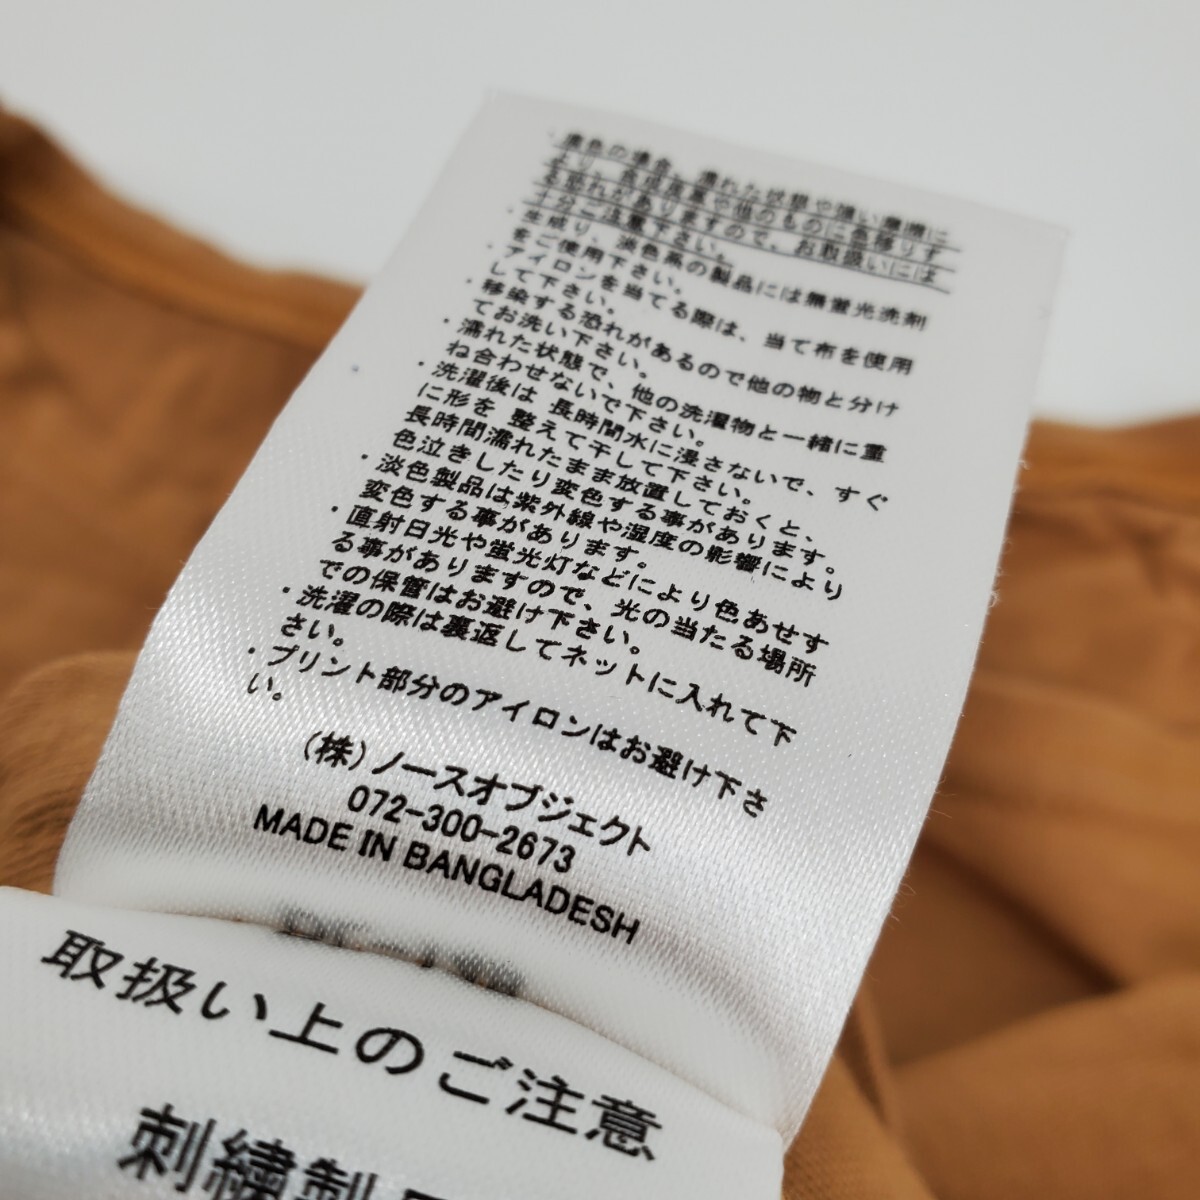 ・濃色の場合、濡れた状態や強い摩擦に
より、合成皮革や他のものに色移りす
る恐れがありますので、お取扱いには
十分ご注意下さい。
・生成り、淡色系の製品には無蛍光洗剤
をご使用下さい。
・アイロンを当てる際は、当て布を使用
して下さい。
・移染する恐れがあるので他の物と分け
てお洗い下さい。
・濡れた状態で、他の洗濯物と一緒に重
ね合わせないで下さい。
・洗濯後は 長時間水に浸さないで、すぐ
に形を 整えて干して下さい。
長時間濡れたまま放置しておくと、
色泣きしたり変色する事があります。
・淡色製品は紫外線や湿度の影響により
変色する事があります。
・直射日光や蛍光灯などにより色あせす
る事がありますので、光の当たる場所
での保管はお避け下さい。
・洗濯の際は裏返してネットに入れて下
さい。
・プリント部分のアイロンはお避け下さ
い。
(株)ノースオブジェクト
072-300-2673
MADE IN BANGLADESH
取扱い上のご注意
刺繍製